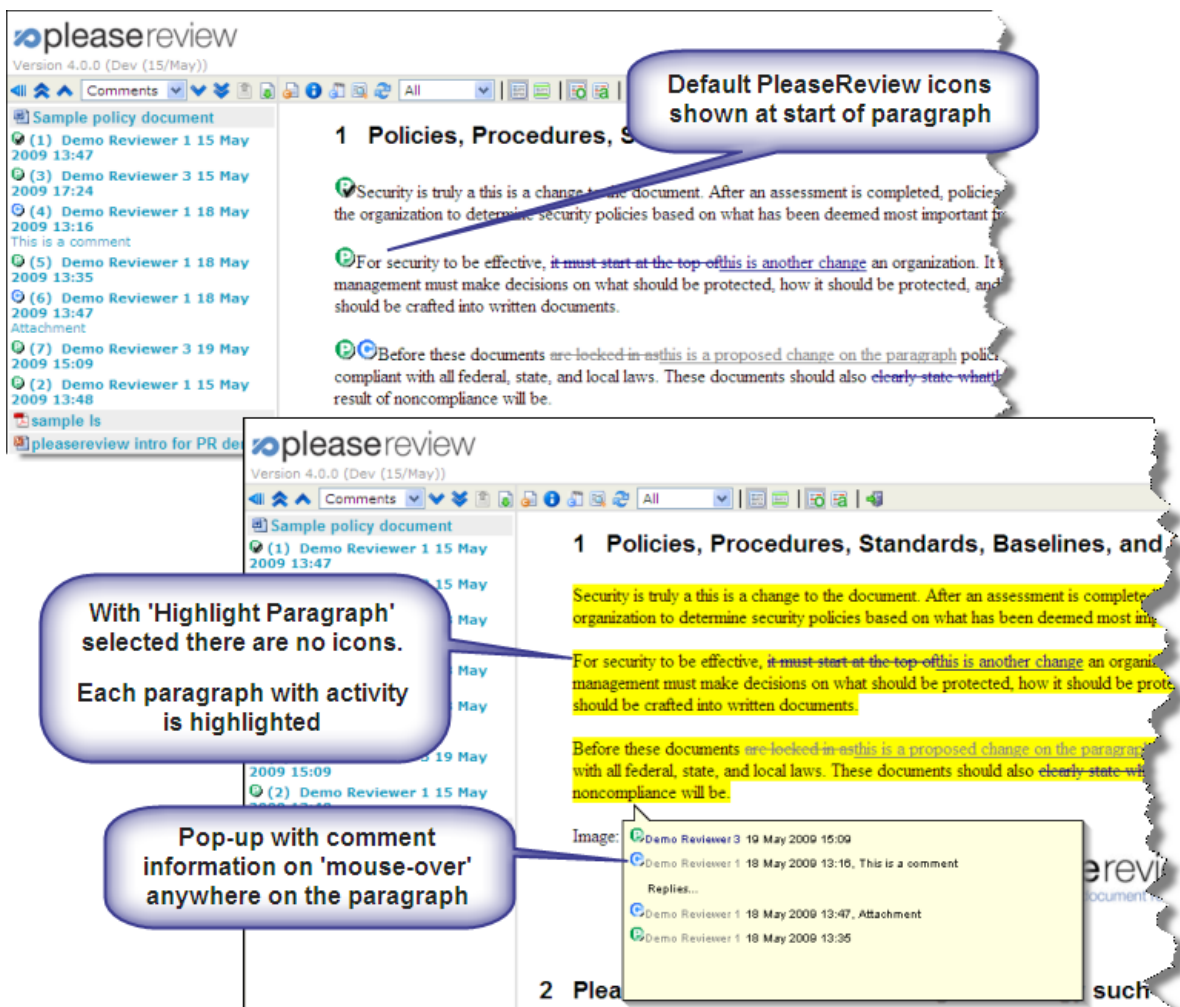 pleasereview
Version 4.0.0 (Dev (15/May))
Comments
All
Sample policy document
(1) Demo Reviewer 1 15 May
2009 13:47
(3) Demo Reviewer 3 15 May
2009 17:24
(4) Demo Reviewer 1 18 May
2009 13:16
This is a comment
(5) Demo Reviewer 1 18 May
2009 13:35
(6) Demo Reviewer 1 18 May
2009 13:47
Attachment
(7) Demo Reviewer 3 19 May
2009 15:09
(2) Demo Reviewer 1 15 May
2009 13:48
sample ls
pleasereview intro for PR
Default PleaseReview icons
shown at start of paragraph
1 Policies, Procedures,
Security is truly a this is a change to the document. After an assessment is completed, policies
the organization to determine security policies based on what has been deemed most important
For security to be effective, it must start at the top ofthis is another change an organization. It
management must make decisions on what should be protected, how it should be protected, and
should be crafted into written documents.
Before these documents are locked in asthis is a proposed change on the paragraph
compliant with all federal, state, and local laws. These documents should also clearly state
result of noncompliance will be.
pleasereview
Version 4.0.0 (Dev (15/May))
Comments
All
Sample policy document
(1) Demo Reviewer 1 15 May
2009 13:47
15 May
May
May
May
19 May
2009 15:09
(2) Demo Reviewer 1 15 May
With 'Highlight Paragraph'
selected there are no icons.
Each paragraph with activity
is highlighted
Pop-up with comment
information on 'mouse-over'
anywhere on the paragraph
1 Policies, Procedures, Standards, Baselines, and
Security is truly a this is a change to the document. After an assessment is
organization to determine security policies based on what has been deemed most
For security to be effective, it must start at the top ofthis is another change an
management must make decisions on what should be protected, how it should be
should be crafted into written documents.
Before these documents are locked in asthis is a proposed change on the
with all federal, state, and local laws. These documents should also clearly state
noncompliance will be.
Image:
Demo Reviewer 3 19 May 2009 15:09
Demo Reviewer 1 18 May 2009 13:16, This is a comment
Replies...
Demo Reviewer 1 18 May 2009 13:47, Attachment
Demo Reviewer 1 18 May 2009 13:35
2 such